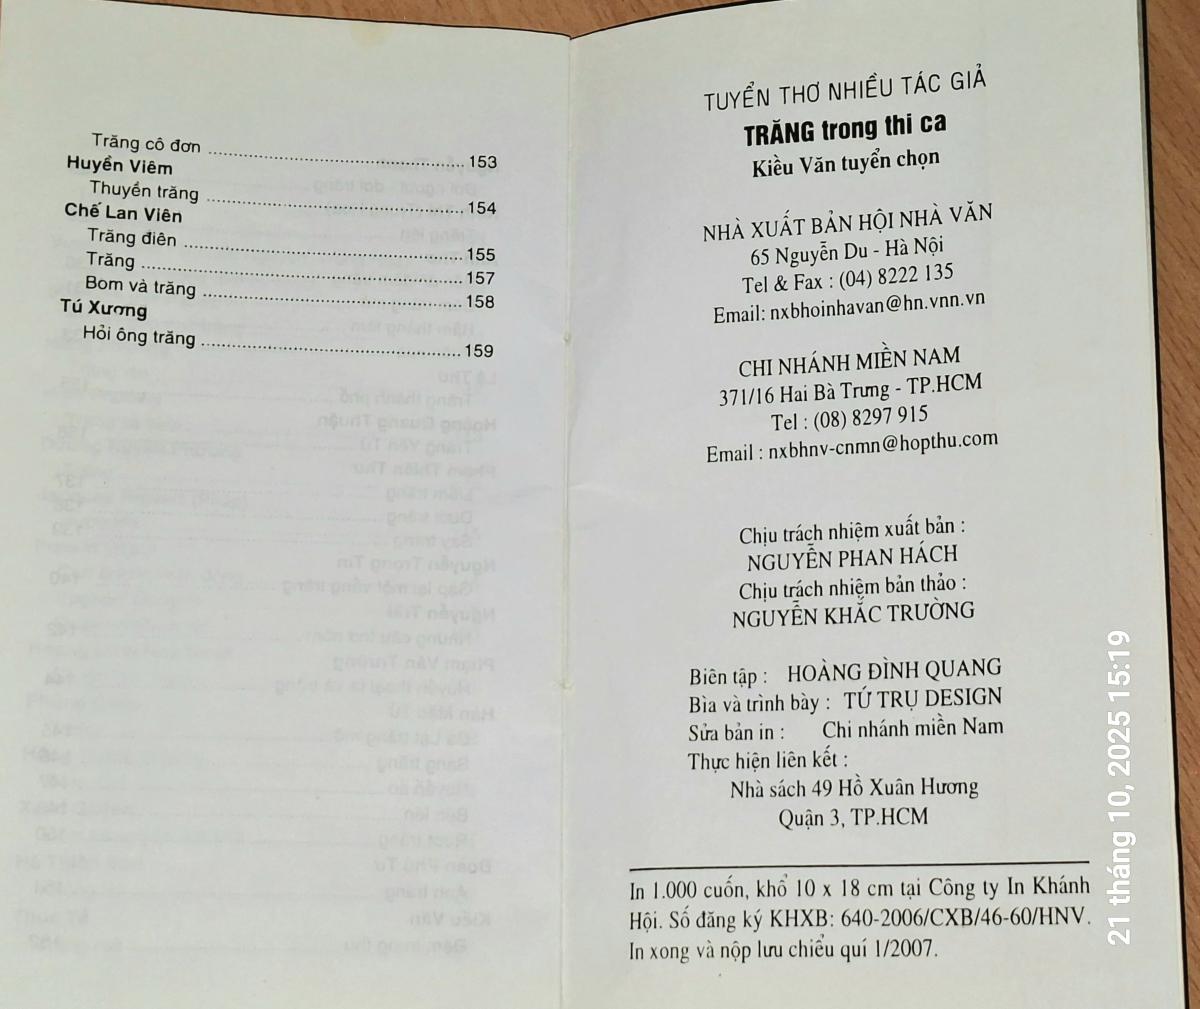 Trăng cô đơn ........ 153
Huyền Viêm
Thuyền trăng ........ 154
Chế Lan Viên
Trăng điên ........ 155
Trăng ........ 157
Bom và trăng ........ 158
Tú Xương
Hỏi ông trăng ........ 159
TUYỂN THƠ NHIỀU TÁC GIẢ
TRĂNG trong thi ca
Kiều Văn tuyển chọn
NHÀ XUẤT BẢN HỘI NHÀ VĂN
65 Nguyễn Du - Hà Nội
Tel & Fax : (04) 8222 135
Email: nxbhoinhavan@hn.vnn.vn
CHI NHÁNH MIỀN NAM
371/16 Hai Bà Trưng - TP.HCM
Tel : (08) 8297 915
Email : nxbhnv-cnmn@hopthu.com
Chịu trách nhiệm xuất bản :
NGUYỄN PHAN HÁCH
Chịu trách nhiệm bản thảo :
NGUYỄN KHẮC TRƯỜNG
Biên tập : HOÀNG ĐÌNH QUANG
Bìa và trình bày : TỨ TRỤ DESIGN
Sửa bản in : Chi nhánh miền Nam
Thực hiện liên kết :
Nhà sách 49 Hồ Xuân Hương
Quận 3, TP.HCM
In 1.000 cuốn, khổ 10 x 18 cm tại Công ty In Khánh
Hội. Số đăng ký KHXB: 640-2006/CXB/46-60/HNV.
In xong và nộp lưu chiểu quí 1/2007.
21 tháng 10, 2025 15:19